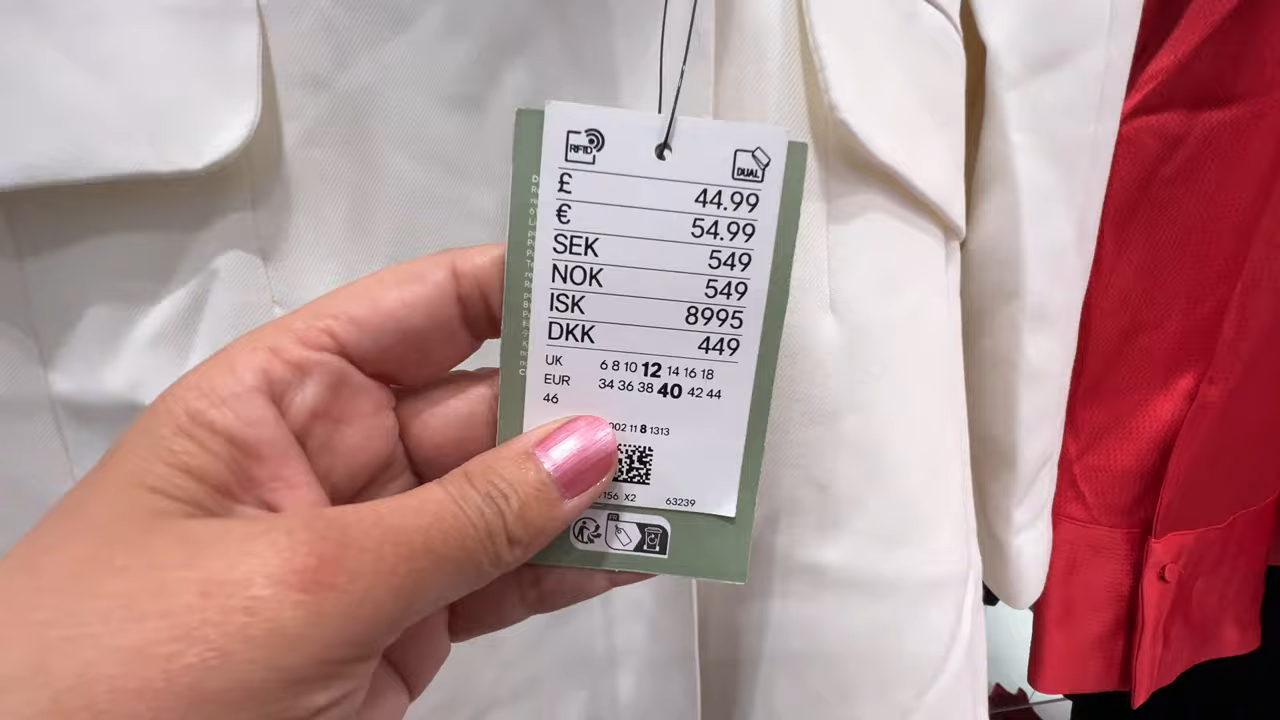 RFID
DUAL
£ 44.99
€ 54.99
SEK 549
NOK 549
ISK 8995
DKK 449
UK 6 8 10 12 14 16 18
EUR 34 36 38 40 42 44
46
002 11 8 1313
156 X2 63239
FR